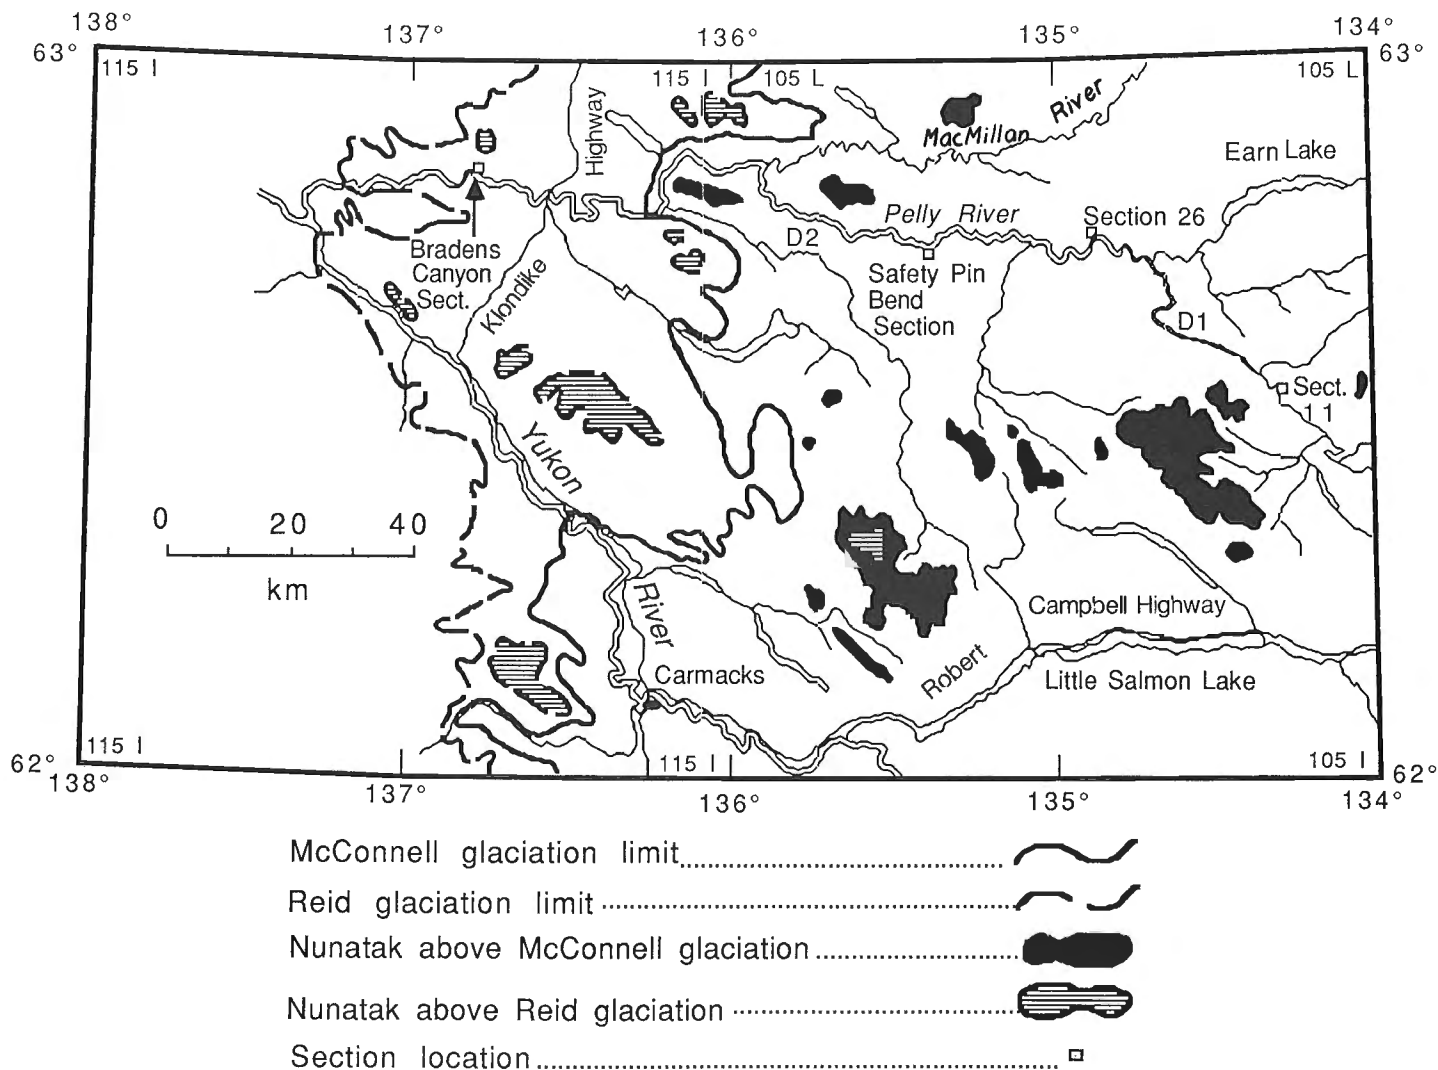 138°
137°
136°
135°
134°
63°
63°
115 I
115 I
105 L
105 L
Highway
MacMillan
River
Earn Lake
Pelly River
Section 26
D2
Bradens
Canyon
Sect.
Klondike
Safety Pin
Bend
Section
D1
Sect.
11
Yukon
0 20 40
km
River
Campbell Highway
Carmacks
Robert
Little Salmon Lake
115 I
115 I
105 I
62°
62°
138°
137°
136°
135°
134°
McConnell glaciation limit
Reid glaciation limit
Nunatak above McConnell glaciation
Nunatak above Reid glaciation
Section location